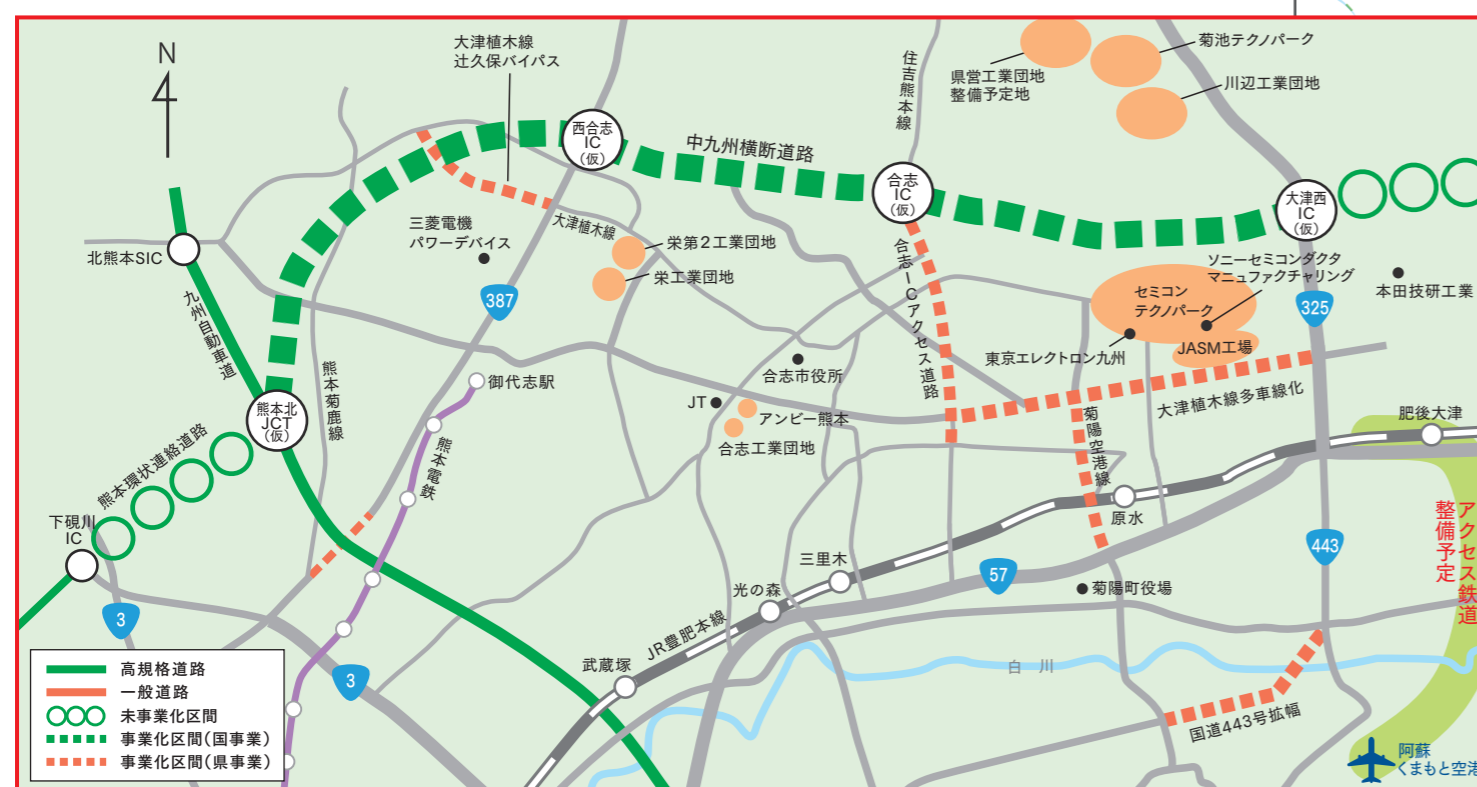 N
大津植木線
辻久保バイパス
県営工業団地
整備予定地
菊池テクノパーク
川辺工業団地
住吉熊本線
西合志
IC
(仮)
中九州横断道路
合志
IC
(仮)
大津西
IC
(仮)
北熊本SIC
三菱電機
パワーデバイス
大津植木線
栄第2工業団地
栄工業団地
387
合志ICアクセス道路
ソニーセミコンダクタ
マニュファクチャリング
セミコン
テクノパーク
本田技研工業
325
東京エレクトロン九州
JASM工場
九州自動車道
熊本菊鹿線
御代志駅
合志市役所
JT
アンビー熊本
合志工業団地
大津植木線多車線化
菊陽空港線
肥後大津
熊本北
JCT
(仮)
熊本環状連絡道路
熊本電鉄
下硯川
IC
原水
三里木
光の森
57
443
菊陽町役場
アクセス鉄道
整備予定
3
3
JR豊肥本線
武蔵塚
白川
国道443号拡幅
阿蘇
くまもと空港
高規格道路
一般道路
未事業化区間
事業化区間(国事業)
事業化区間(県事業)